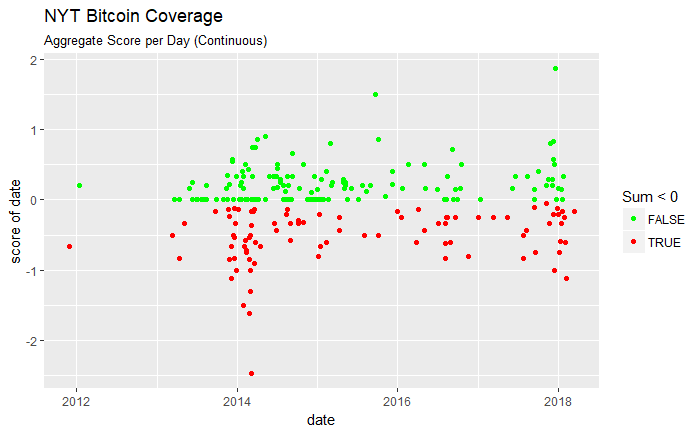 NYT Bitcoin Coverage
Aggregate Score per Day (Continuous)
2
1
0
-1
-2
score of date
2012
2014
2016
2018
date
Sum < 0
FALSE
TRUE